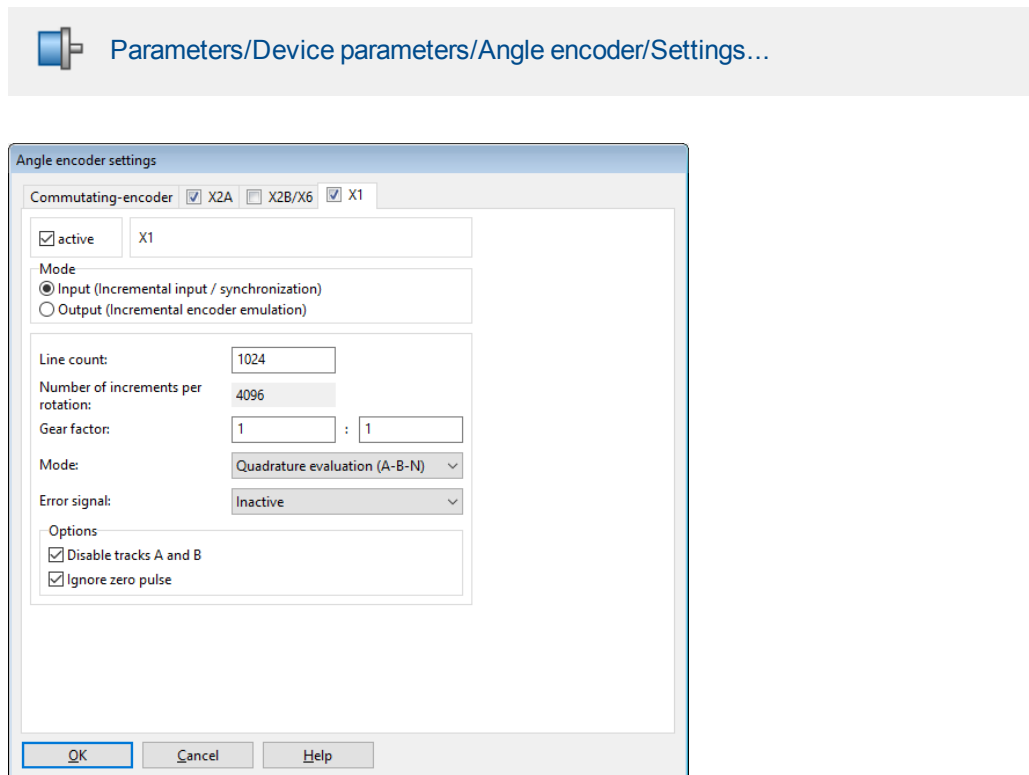 Parameters/Device parameters/Angle encoder/Settings...
Angle encoder settings
Commutating-encoder X2A X2B/X6 X1
active X1
Mode
Input (Incremental input / synchronization)
Output (Incremental encoder emulation)
Line count: 1024
Number of increments per
rotation: 4096
Gear factor: 1 : 1
Mode: Quadrature evaluation (A-B-N)
Error signal: Inactive
Options
Disable tracks A and B
Ignore zero pulse
OK Cancel Help